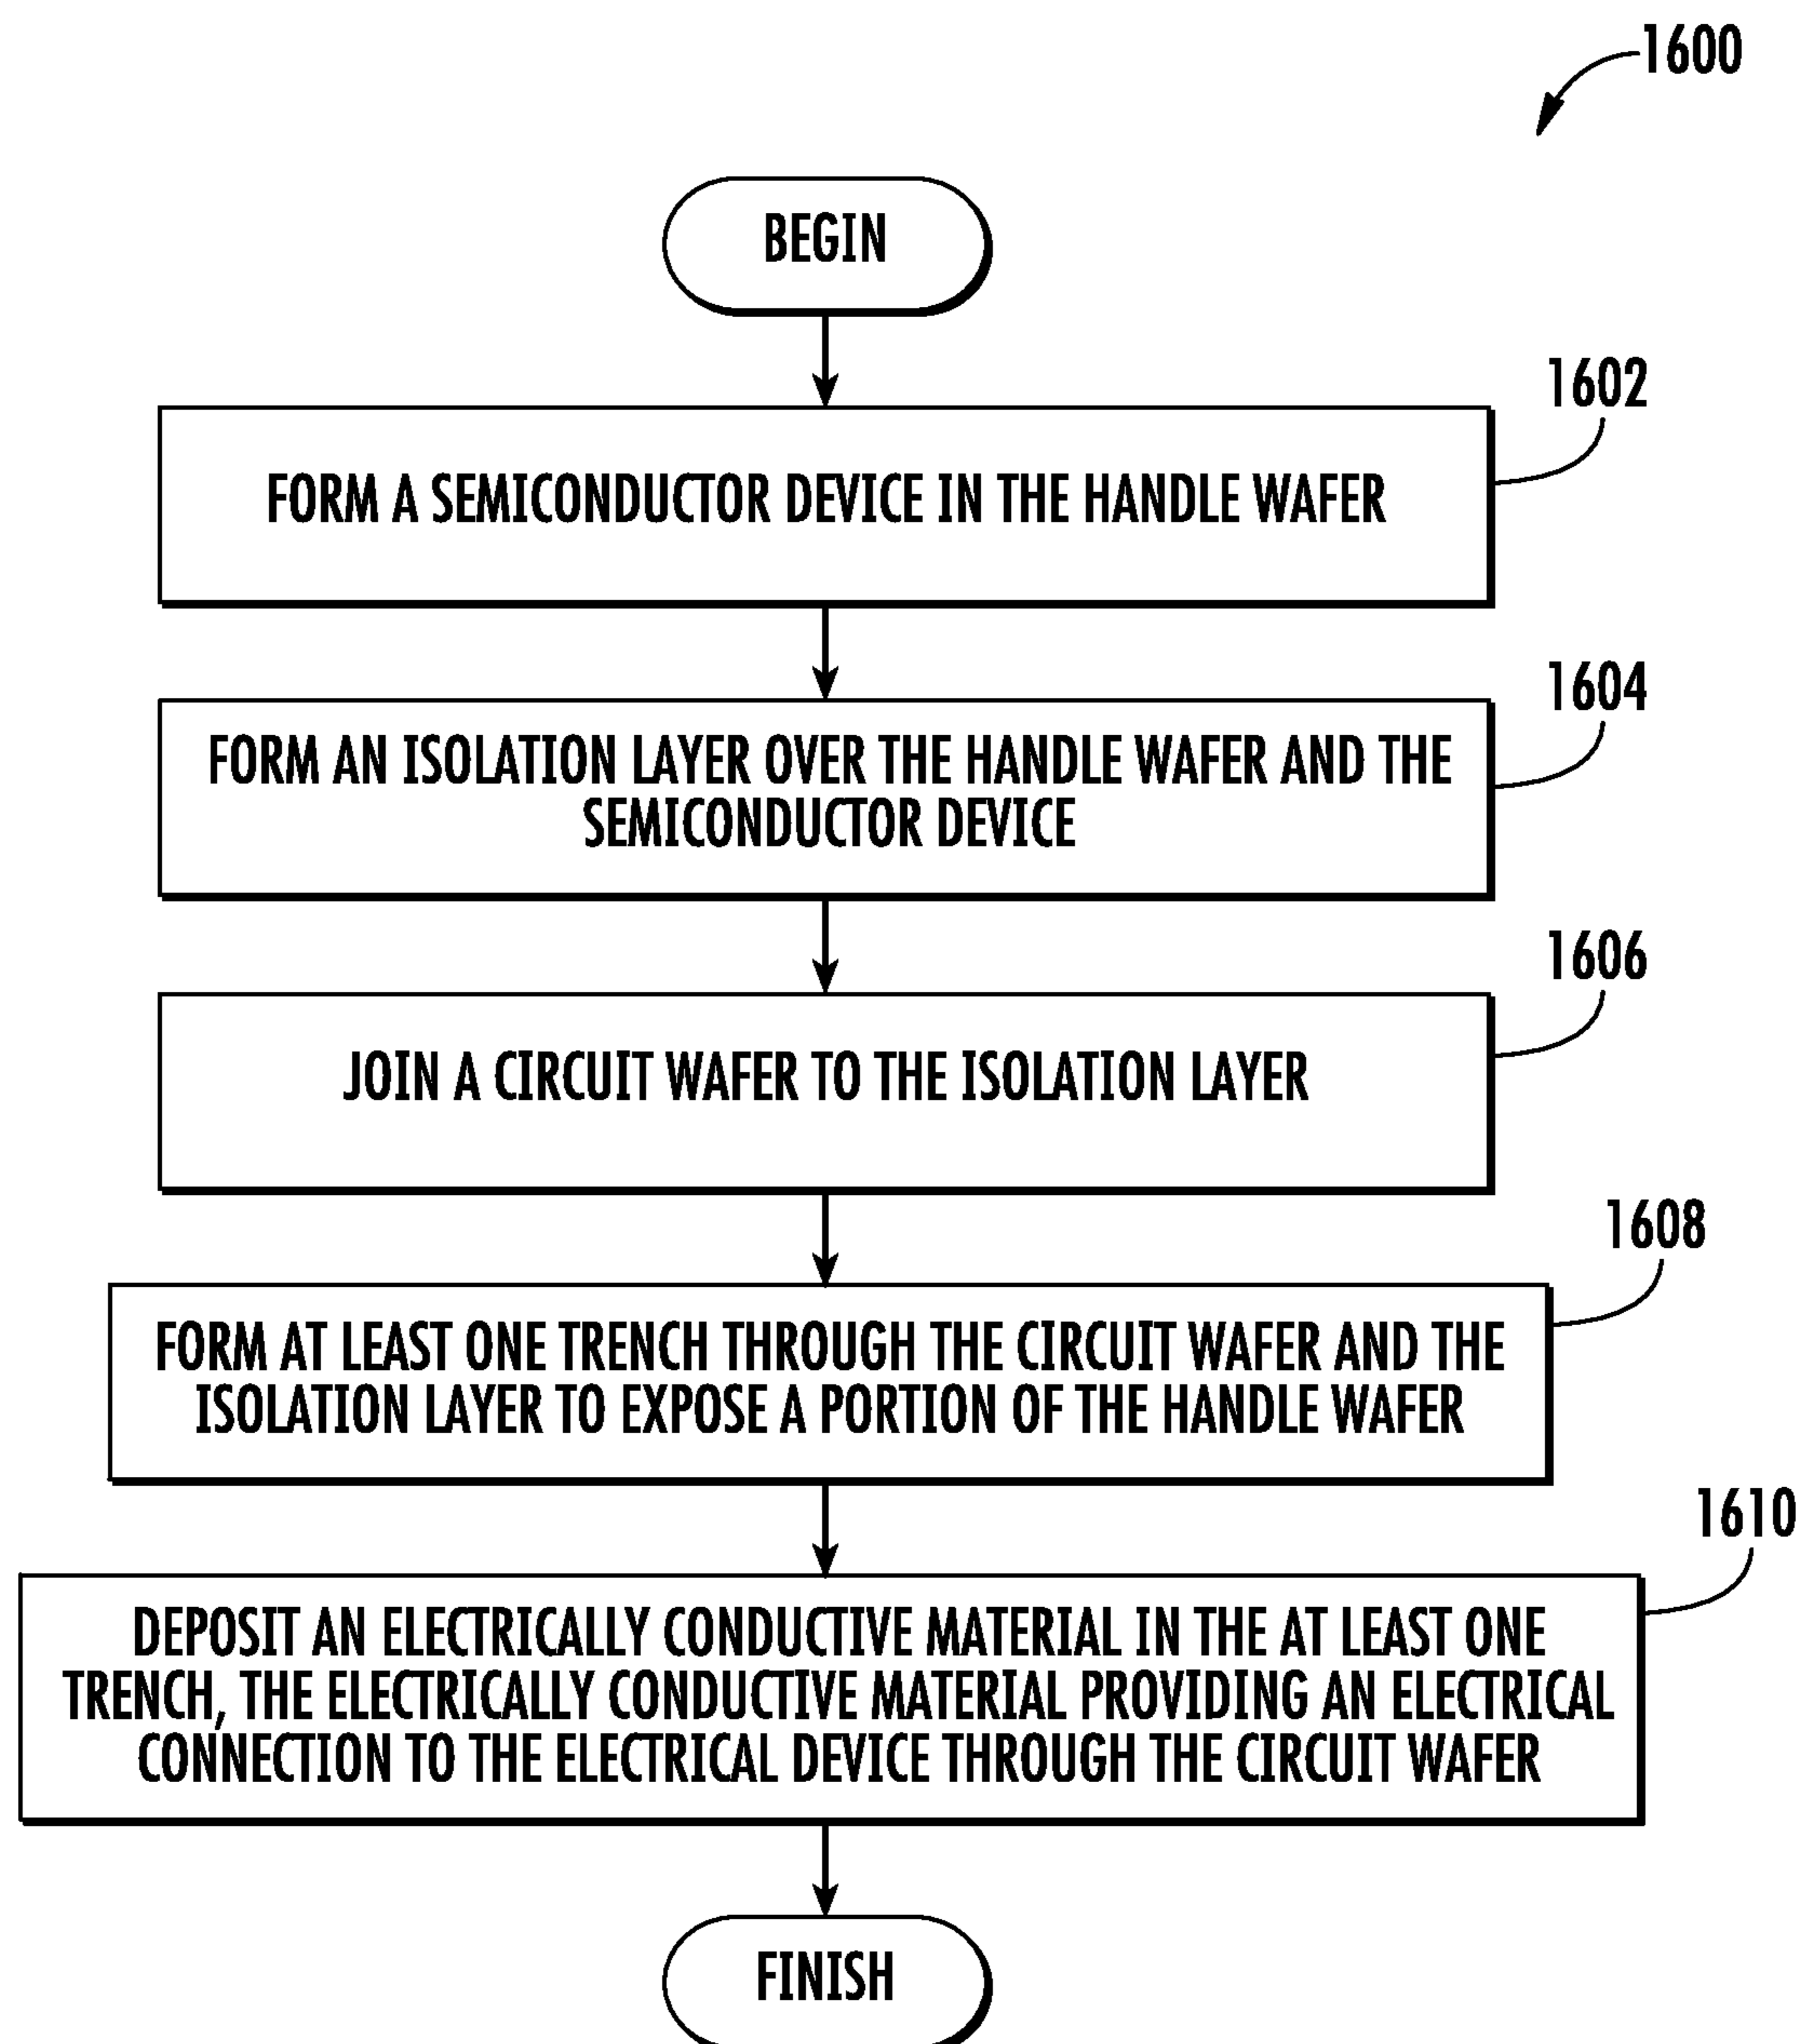 1600
BEGIN
1602
FORM A SEMICONDUCTOR DEVICE IN THE HANDLE WAFER
1604
FORM AN ISOLATION LAYER OVER THE HANDLE WAFER AND THE
SEMICONDUCTOR DEVICE
1606
JOIN A CIRCUIT WAFER TO THE ISOLATION LAYER
1608
FORM AT LEAST ONE TRENCH THROUGH THE CIRCUIT WAFER AND THE
ISOLATION LAYER TO EXPOSE A PORTION OF THE HANDLE WAFER
1610
DEPOSIT AN ELECTRICALLY CONDUCTIVE MATERIAL IN THE AT LEAST ONE
TRENCH, THE ELECTRICALLY CONDUCTIVE MATERIAL PROVIDING AN ELECTRICAL
CONNECTION TO THE ELECTRICAL DEVICE THROUGH THE CIRCUIT WAFER
FINISH